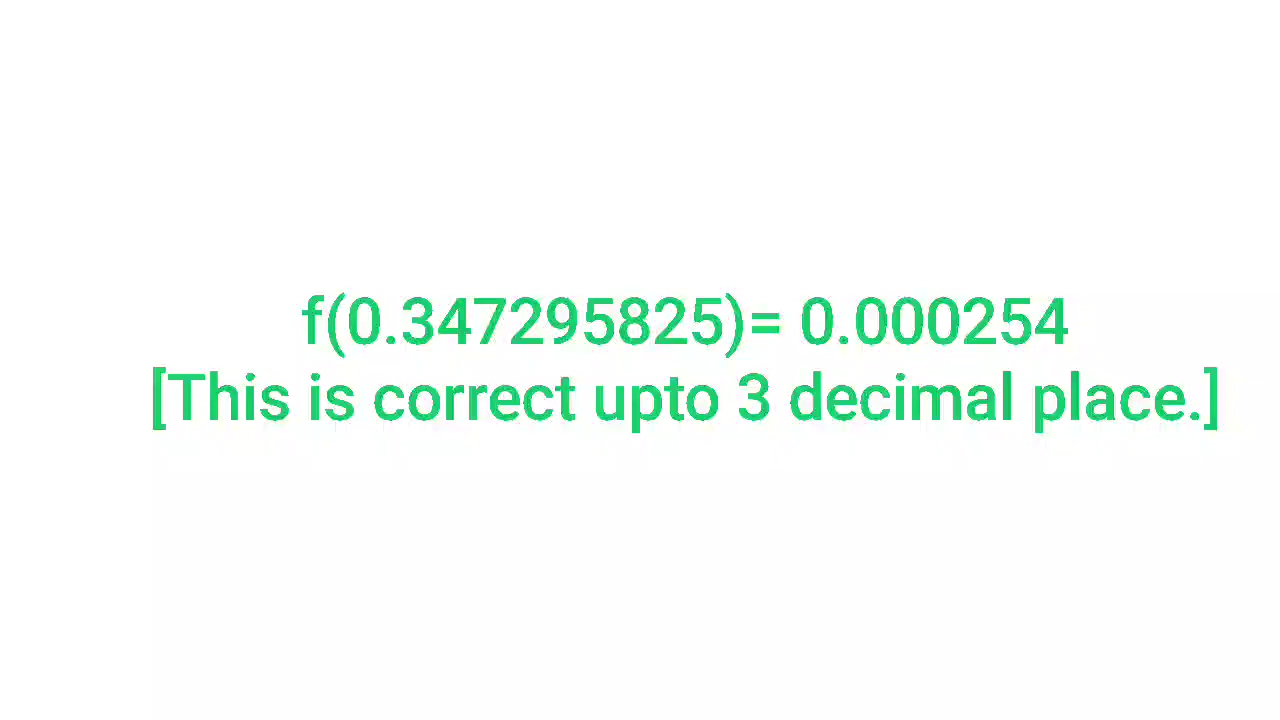 f(0.347295825)= 0.000254
[This is correct upto 3 decimal place.]